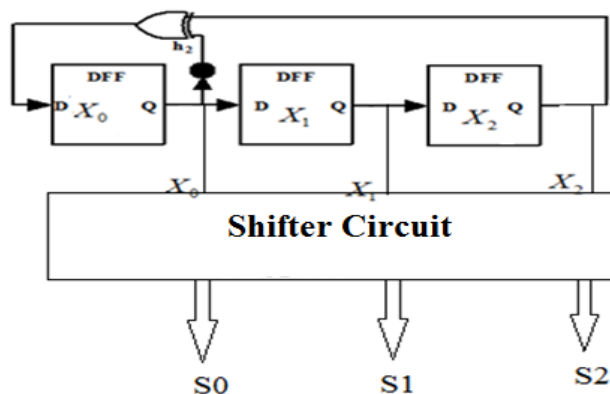 h₂
DFF
DFF
DFF
D X₀ Q
D X₁ Q
D X₂ Q
X₀ X₁ X₂
Shifter Circuit
S0 S1 S2